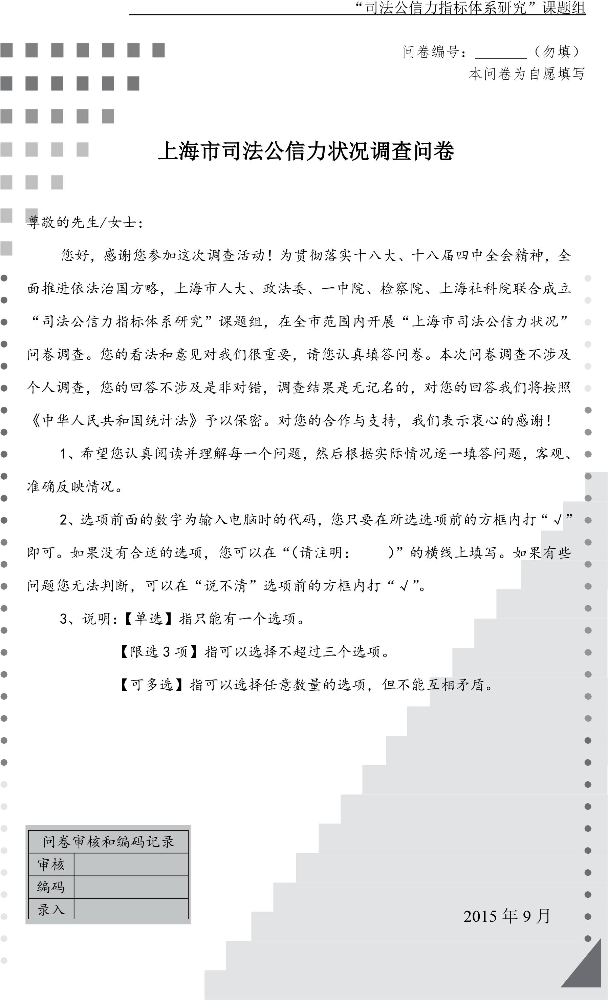 “司法公信力指标体系研究”课题组
问卷编号：_______（勿填）
本问卷为自愿填写
上海市司法公信力状况调查问卷
尊敬的先生/女士：
您好，感谢您参加这次调查活动！为贯彻落实十八大、十八届四中全会精神，全
面推进依法治国方略，上海市人大、政法委、一中院、检察院、上海社科院联合成立
“司法公信力指标体系研究”课题组，在全市范围内开展“上海市司法公信力状况”
问卷调查。您的看法和意见对我们很重要，请您认真填答问卷。本次问卷调查不涉及
个人调查，您的回答不涉及是非对错，调查结果是无记名的，对您的回答我们将按照
《中华人民共和国统计法》予以保密。对您的合作与支持，我们表示衷心的感谢！
1、希望您认真阅读并理解每一个问题，然后根据实际情况逐一填答问题，客观、
准确反映情况。
2、选项前面的数字为输入电脑时的代码，您只要在所选选项前的方框内打“√”
即可。如果没有合适的选项，您可以在“(请注明：　　)”的横线上填写。如果有些
问题您无法判断，可以在“说不清”选项前的方框内打“√”。
3、说明：【单选】指只能有一个选项。
【限选 3 项】指可以选择不超过三个选项。
【可多选】指可以选择任意数量的选项，但不能互相矛盾。
问卷审核和编码记录
审核
编码
录入
2015 年 9 月